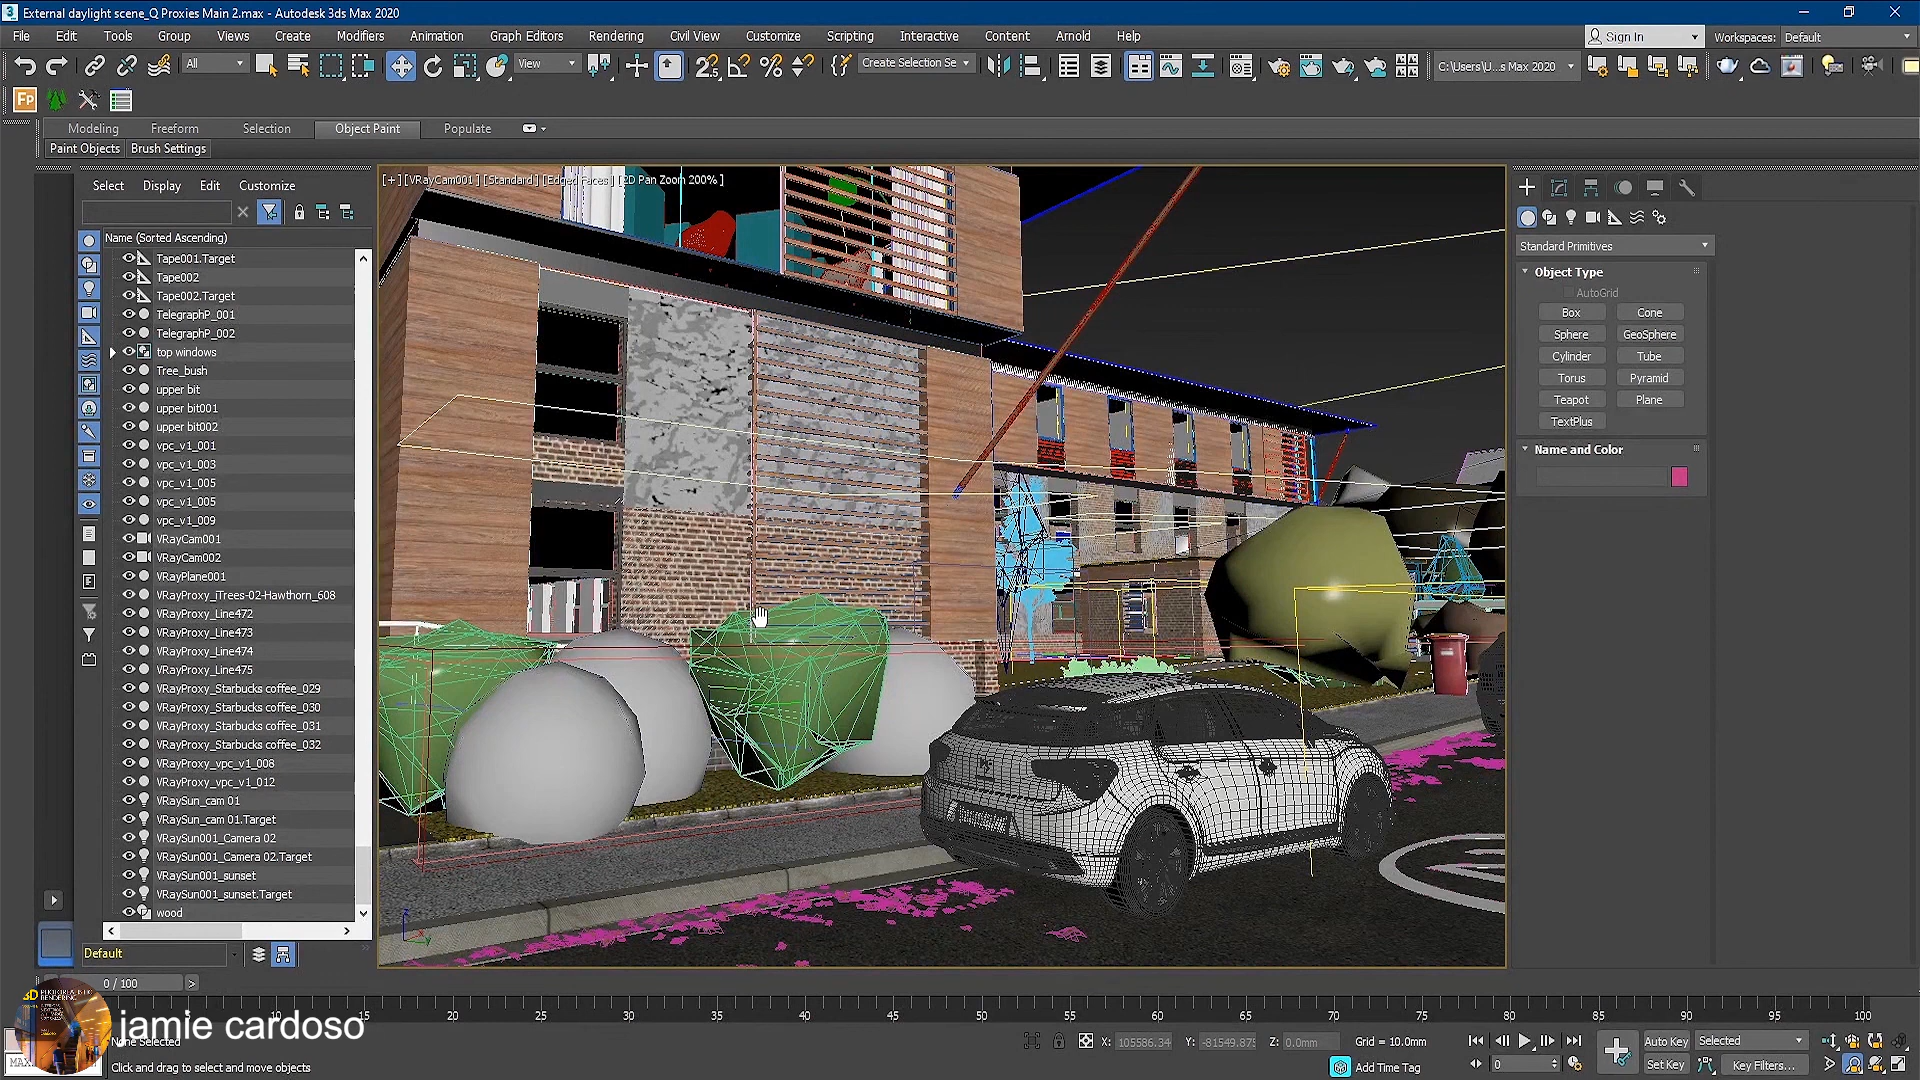 External daylight scene_Q Proxies Main 2.max - Autodesk 3ds Max 2020
File Edit Tools Group Views Create Modifiers Animation Graph Editors Rendering Civil View Customize Scripting Interactive Content Arnold Help
Sign In Workspaces: Default
All View Create Selection Se C:\Users\U...s Max 2020
Fp
Modeling Freeform Selection Object Paint Populate
Paint Objects Brush Settings
Select Display Edit Customize
[+] [VRayCam001 ] [Standard ] [Edged Faces ] [2D Pan Zoom 200% ]
Name (Sorted Ascending)
Tape001.Target
Tape002
Tape002.Target
TelegraphP_001
TelegraphP_002
top windows
Tree_bush
upper bit
upper bit001
upper bit002
vpc_v1_001
vpc_v1_003
vpc_v1_005
vpc_v1_005
vpc_v1_009
VRayCam001
VRayCam002
VRayPlane001
VRayProxy_iTrees-02-Hawthorn_608
VRayProxy_Line472
VRayProxy_Line473
VRayProxy_Line474
VRayProxy_Line475
VRayProxy_Starbucks coffee_029
VRayProxy_Starbucks coffee_030
VRayProxy_Starbucks coffee_031
VRayProxy_Starbucks coffee_032
VRayProxy_vpc_v1_008
VRayProxy_vpc_v1_012
VRaySun_cam 01
VRaySun_cam 01.Target
VRaySun001_Camera 02
VRaySun001_Camera 02.Target
VRaySun001_sunset
VRaySun001_sunset.Target
wood
Default
Standard Primitives
Object Type
AutoGrid
Box Cone
Sphere GeoSphere
Cylinder Tube
Torus Pyramid
Teapot Plane
TextPlus
Name and Color
0 / 100
20 25 30 35 40 45 50 55 60 65 70 75 80 85 90 95 100
jamie cardoso
None Selected
Click and drag to select and move objects
X: 105586.34 Y: -81549.875 Z: 0.0mm Grid = 10.0mm
Add Time Tag
0
Auto Key Selected
Set Key Key Filters...